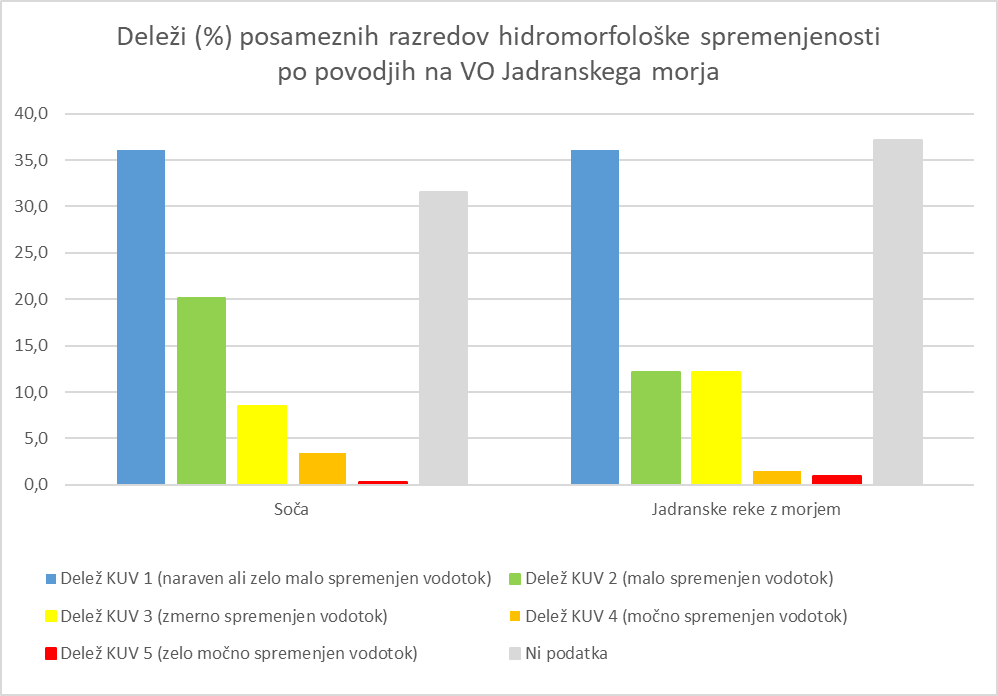 Deleži (%) posameznih razredov hidromorfološke spremenjenosti
po povodjih na VO Jadranskega morja
40,0
35,0
30,0
25,0
20,0
15,0
10,0
5,0
0,0
Soča
Jadranske reke z morjem
Delež KUV 1 (naraven ali zelo malo spremenjen vodotok)
Delež KUV 2 (malo spremenjen vodotok)
Delež KUV 3 (zmerno spremenjen vodotok)
Delež KUV 4 (močno spremenjen vodotok)
Delež KUV 5 (zelo močno spremenjen vodotok)
Ni podatka